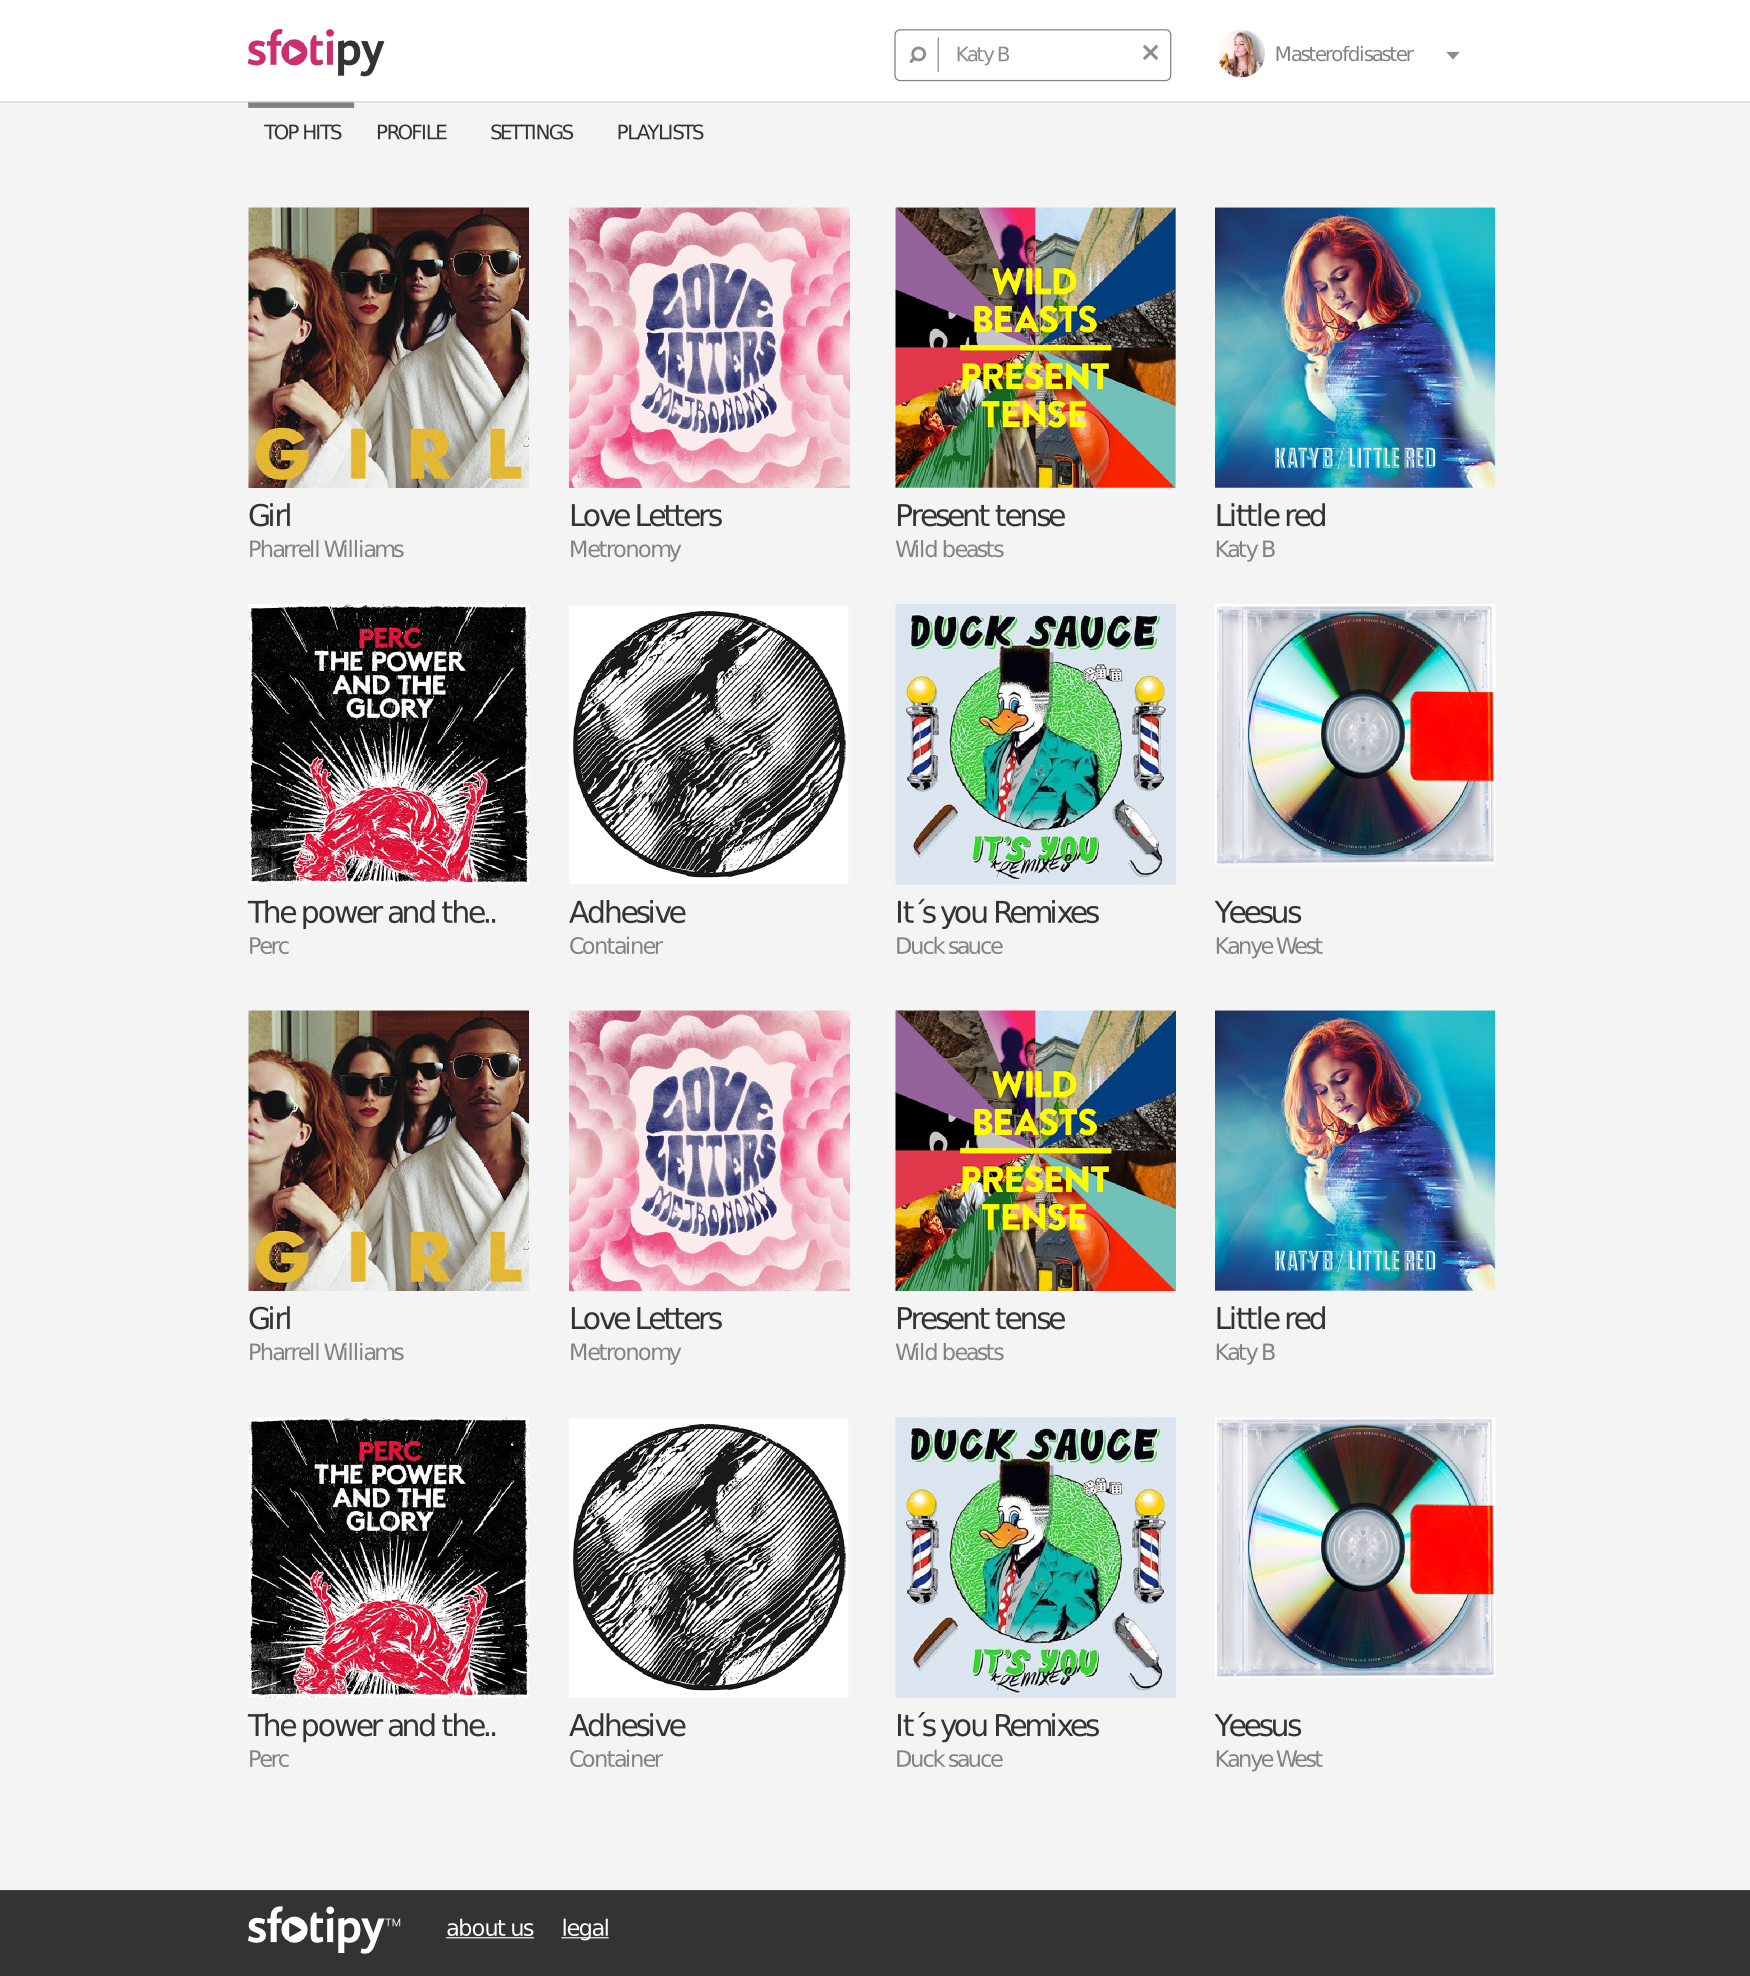 sfotipy
Katy B
Masterofdisaster
TOP HITS PROFILE SETTINGS PLAYLISTS
GIRL
LOVE
LETTERS
METRONOMY
WILD
BEASTS
PRESENT
TENSE
KATY B / LITTLE RED
Girl
Pharrell Williams
Love Letters
Metronomy
Present tense
Wild beasts
Little red
Katy B
PERC
THE POWER
AND THE
GLORY
DUCK SAUCE
IT'S YOU
*REMIXES*
The power and the..
Perc
Adhesive
Container
It´s you Remixes
Duck sauce
Yeesus
Kanye West
GIRL
LOVE
LETTERS
METRONOMY
WILD
BEASTS
PRESENT
TENSE
KATY B / LITTLE RED
Girl
Pharrell Williams
Love Letters
Metronomy
Present tense
Wild beasts
Little red
Katy B
PERC
THE POWER
AND THE
GLORY
DUCK SAUCE
IT'S YOU
*REMIXES*
The power and the..
Perc
Adhesive
Container
It´s you Remixes
Duck sauce
Yeesus
Kanye West
sfotipy™ about us legal